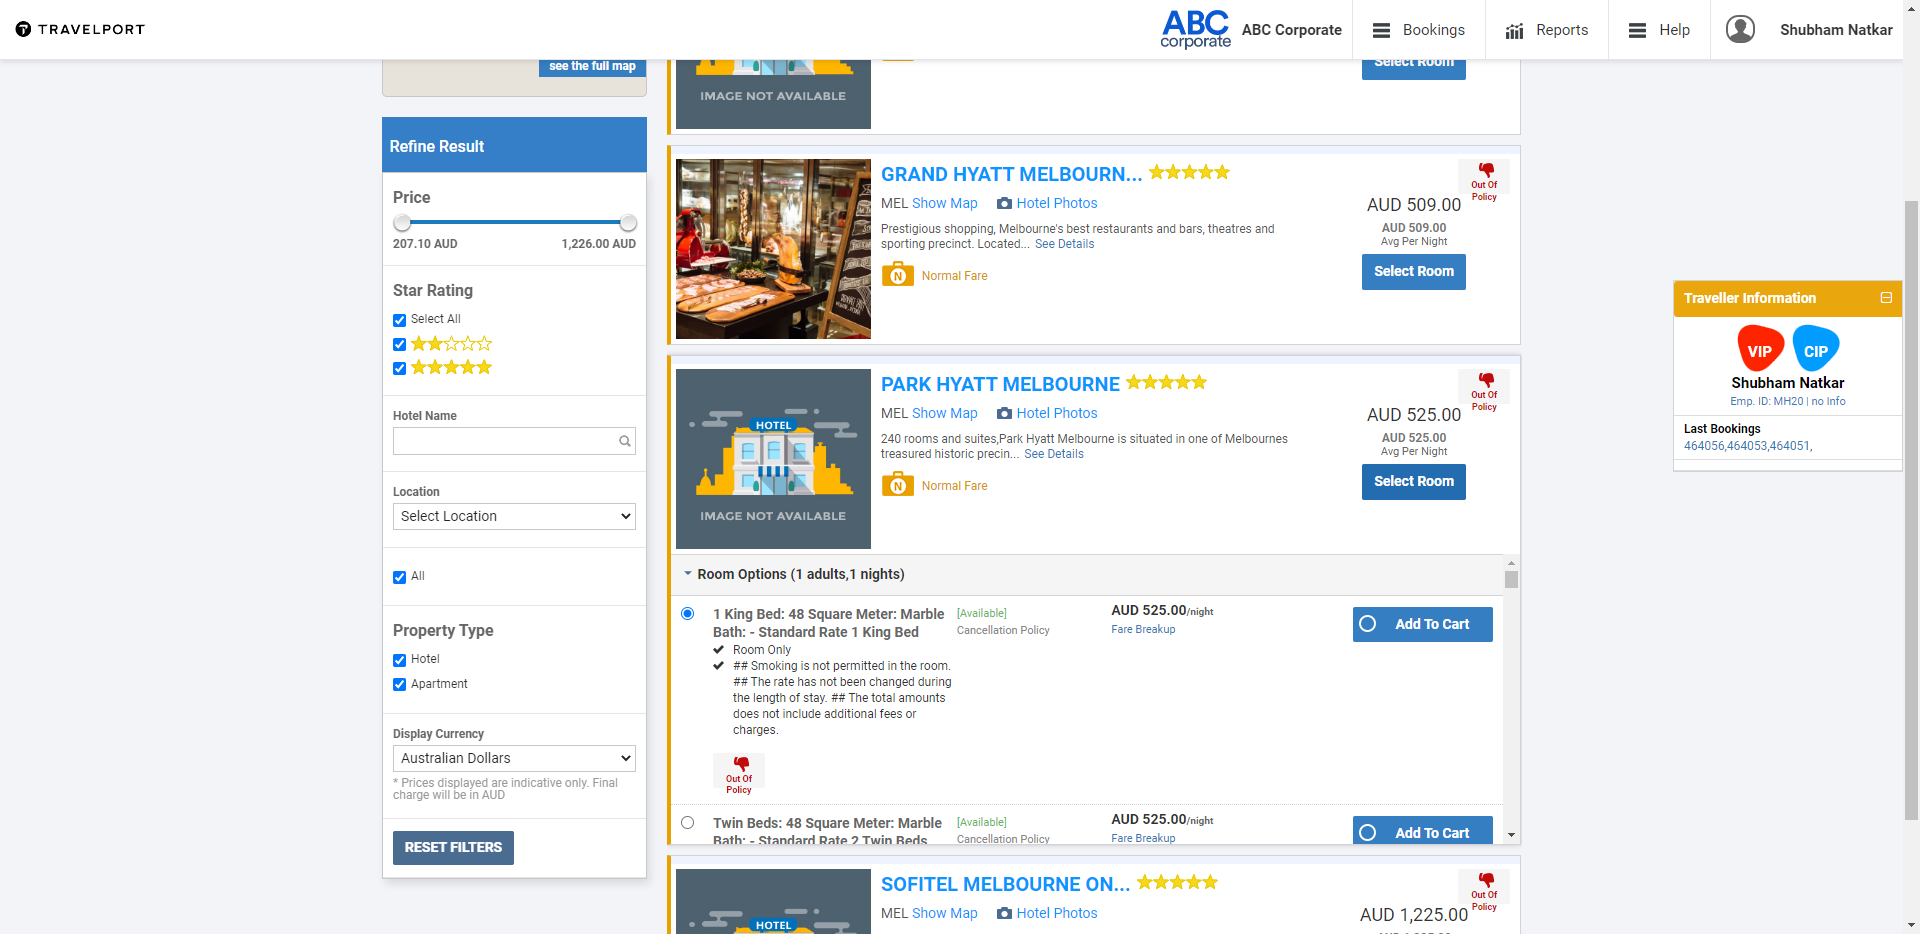 TRAVELPORT
ABC
corporate
ABC Corporate
Bookings
Reports
Help
Shubham Natkar
see the full map
Refine Result
Price
207.10 AUD
1,226.00 AUD
Star Rating
Select All
Hotel Name
Location
Select Location
All
Property Type
Hotel
Apartment
Display Currency
Australian Dollars
* Prices displayed are indicative only. Final
charge will be in AUD
RESET FILTERS
IMAGE NOT AVAILABLE
Select Room
GRAND HYATT MELBOURN...
MEL Show Map
Hotel Photos
Prestigious shopping, Melbourne's best restaurants and bars, theatres and
sporting precinct. Located... See Details
N
Normal Fare
Out Of
Policy
AUD 509.00
AUD 509.00
Avg Per Night
Select Room
HOTEL
IMAGE NOT AVAILABLE
PARK HYATT MELBOURNE
MEL Show Map
Hotel Photos
240 rooms and suites,Park Hyatt Melbourne is situated in one of Melbournes
treasured historic precin... See Details
N
Normal Fare
Out Of
Policy
AUD 525.00
AUD 525.00
Avg Per Night
Select Room
Room Options (1 adults,1 nights)
1 King Bed: 48 Square Meter: Marble
Bath: - Standard Rate 1 King Bed
Room Only
## Smoking is not permitted in the room.
## The rate has not been changed during
the length of stay. ## The total amounts
does not include additional fees or
charges.
Out Of
Policy
[Available]
Cancellation Policy
AUD 525.00/night
Fare Breakup
Add To Cart
Twin Beds: 48 Square Meter: Marble
Bath: - Standard Rate 2 Twin Beds
[Available]
Cancellation Policy
AUD 525.00/night
Fare Breakup
Add To Cart
HOTEL
SOFITEL MELBOURNE ON...
MEL Show Map
Hotel Photos
Out Of
Policy
AUD 1,225.00
Traveller Information
VIP
CIP
Shubham Natkar
Emp. ID: MH20 | no Info
Last Bookings
464056,464053,464051,